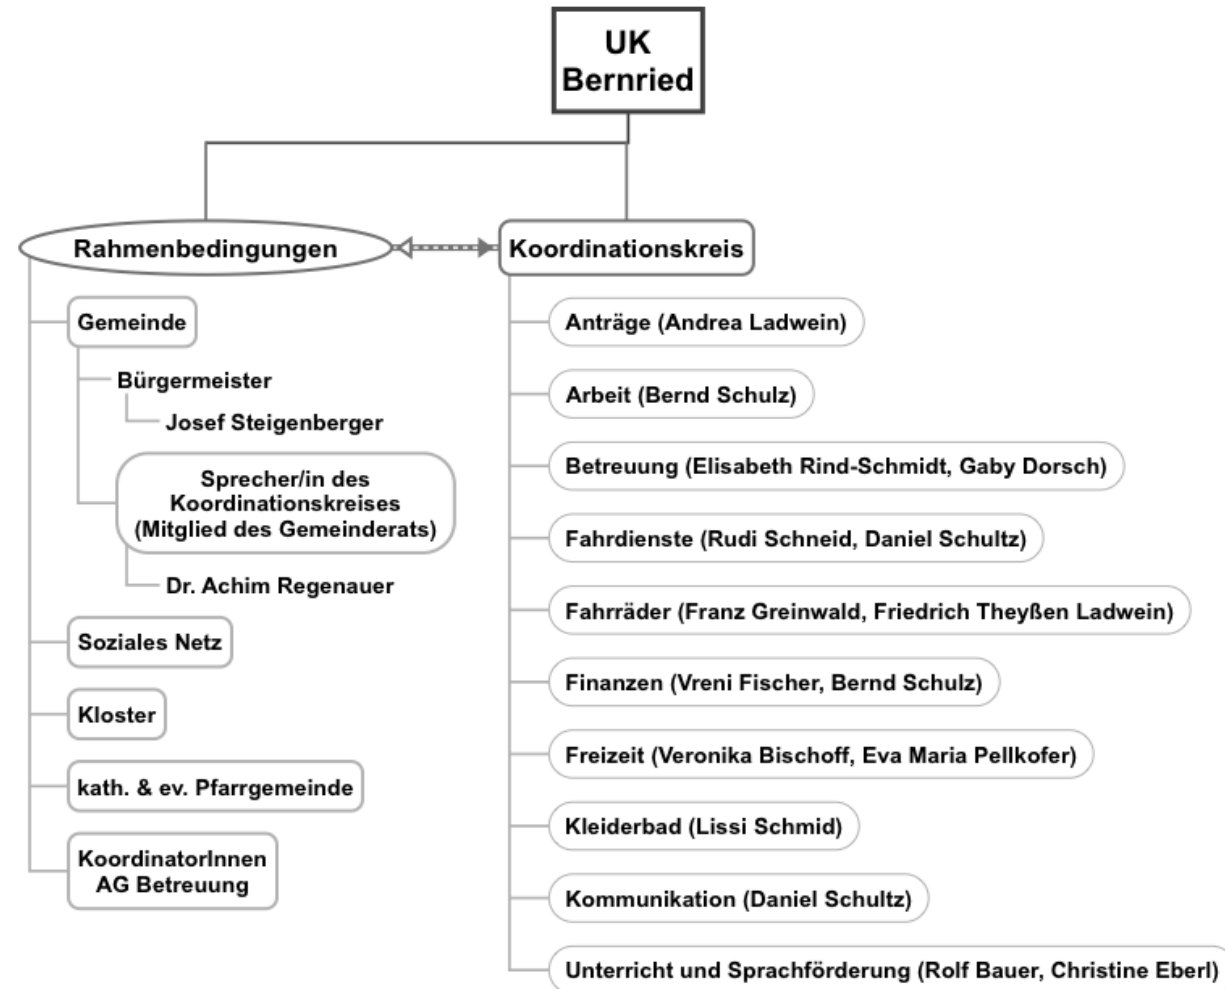 UK
Bernried
Rahmenbedingungen
Gemeinde
Bürgermeister
Josef Steigenberger
Sprecher/in des
Koordinationskreises
(Mitglied des Gemeinderats)
Dr. Achim Regenauer
Soziales Netz
Kloster
kath. & ev. Pfarrgemeinde
KoordinatorInnen
AG Betreuung
Koordinationskreis
Anträge (Andrea Ladwein)
Arbeit (Bernd Schulz)
Betreuung (Elisabeth Rind-Schmidt, Gaby Dorsch)
Fahrdienste (Rudi Schneid, Daniel Schultz)
Fahrräder (Franz Greinwald, Friedrich Theyßen Ladwein)
Finanzen (Vreni Fischer, Bernd Schulz)
Freizeit (Veronika Bischoff, Eva Maria Pellkofer)
Kleiderbad (Lissi Schmid)
Kommunikation (Daniel Schultz)
Unterricht und Sprachförderung (Rolf Bauer, Christine Eberl)